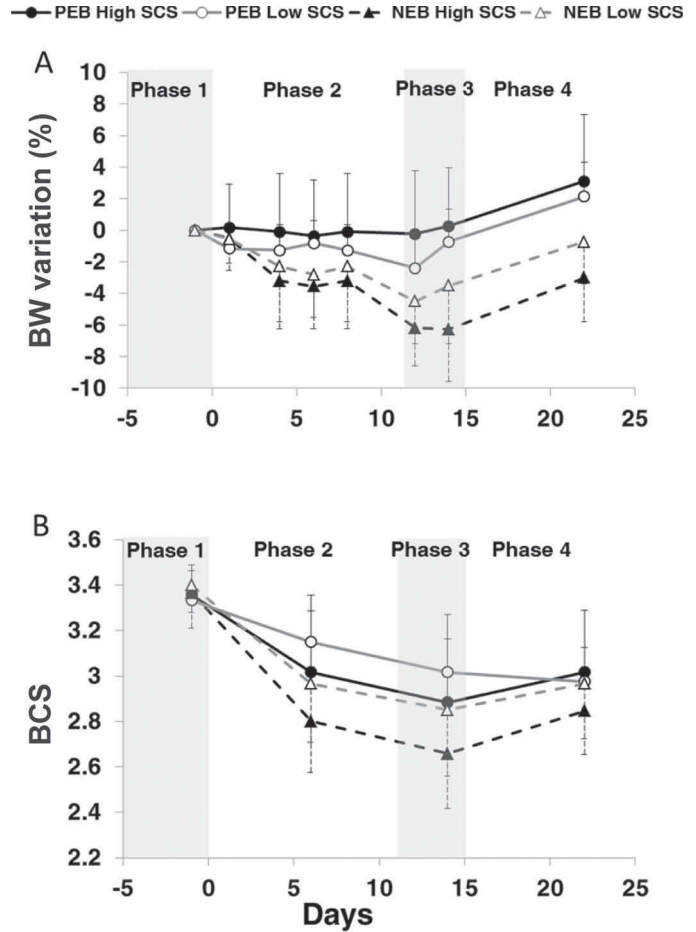 PEB High SCS PEB Low SCS NEB High SCS NEB Low SCS
A
BW variation (%)
10
8
6
4
2
0
-2
-4
-6
-8
-10
Phase 1 Phase 2 Phase 3 Phase 4
-5 0 5 10 15 20 25
B
BCS
3.6
3.4
3.2
3
2.8
2.6
2.4
2.2
Phase 1 Phase 2 Phase 3 Phase 4
-5 0 5 10 15 20 25
Days